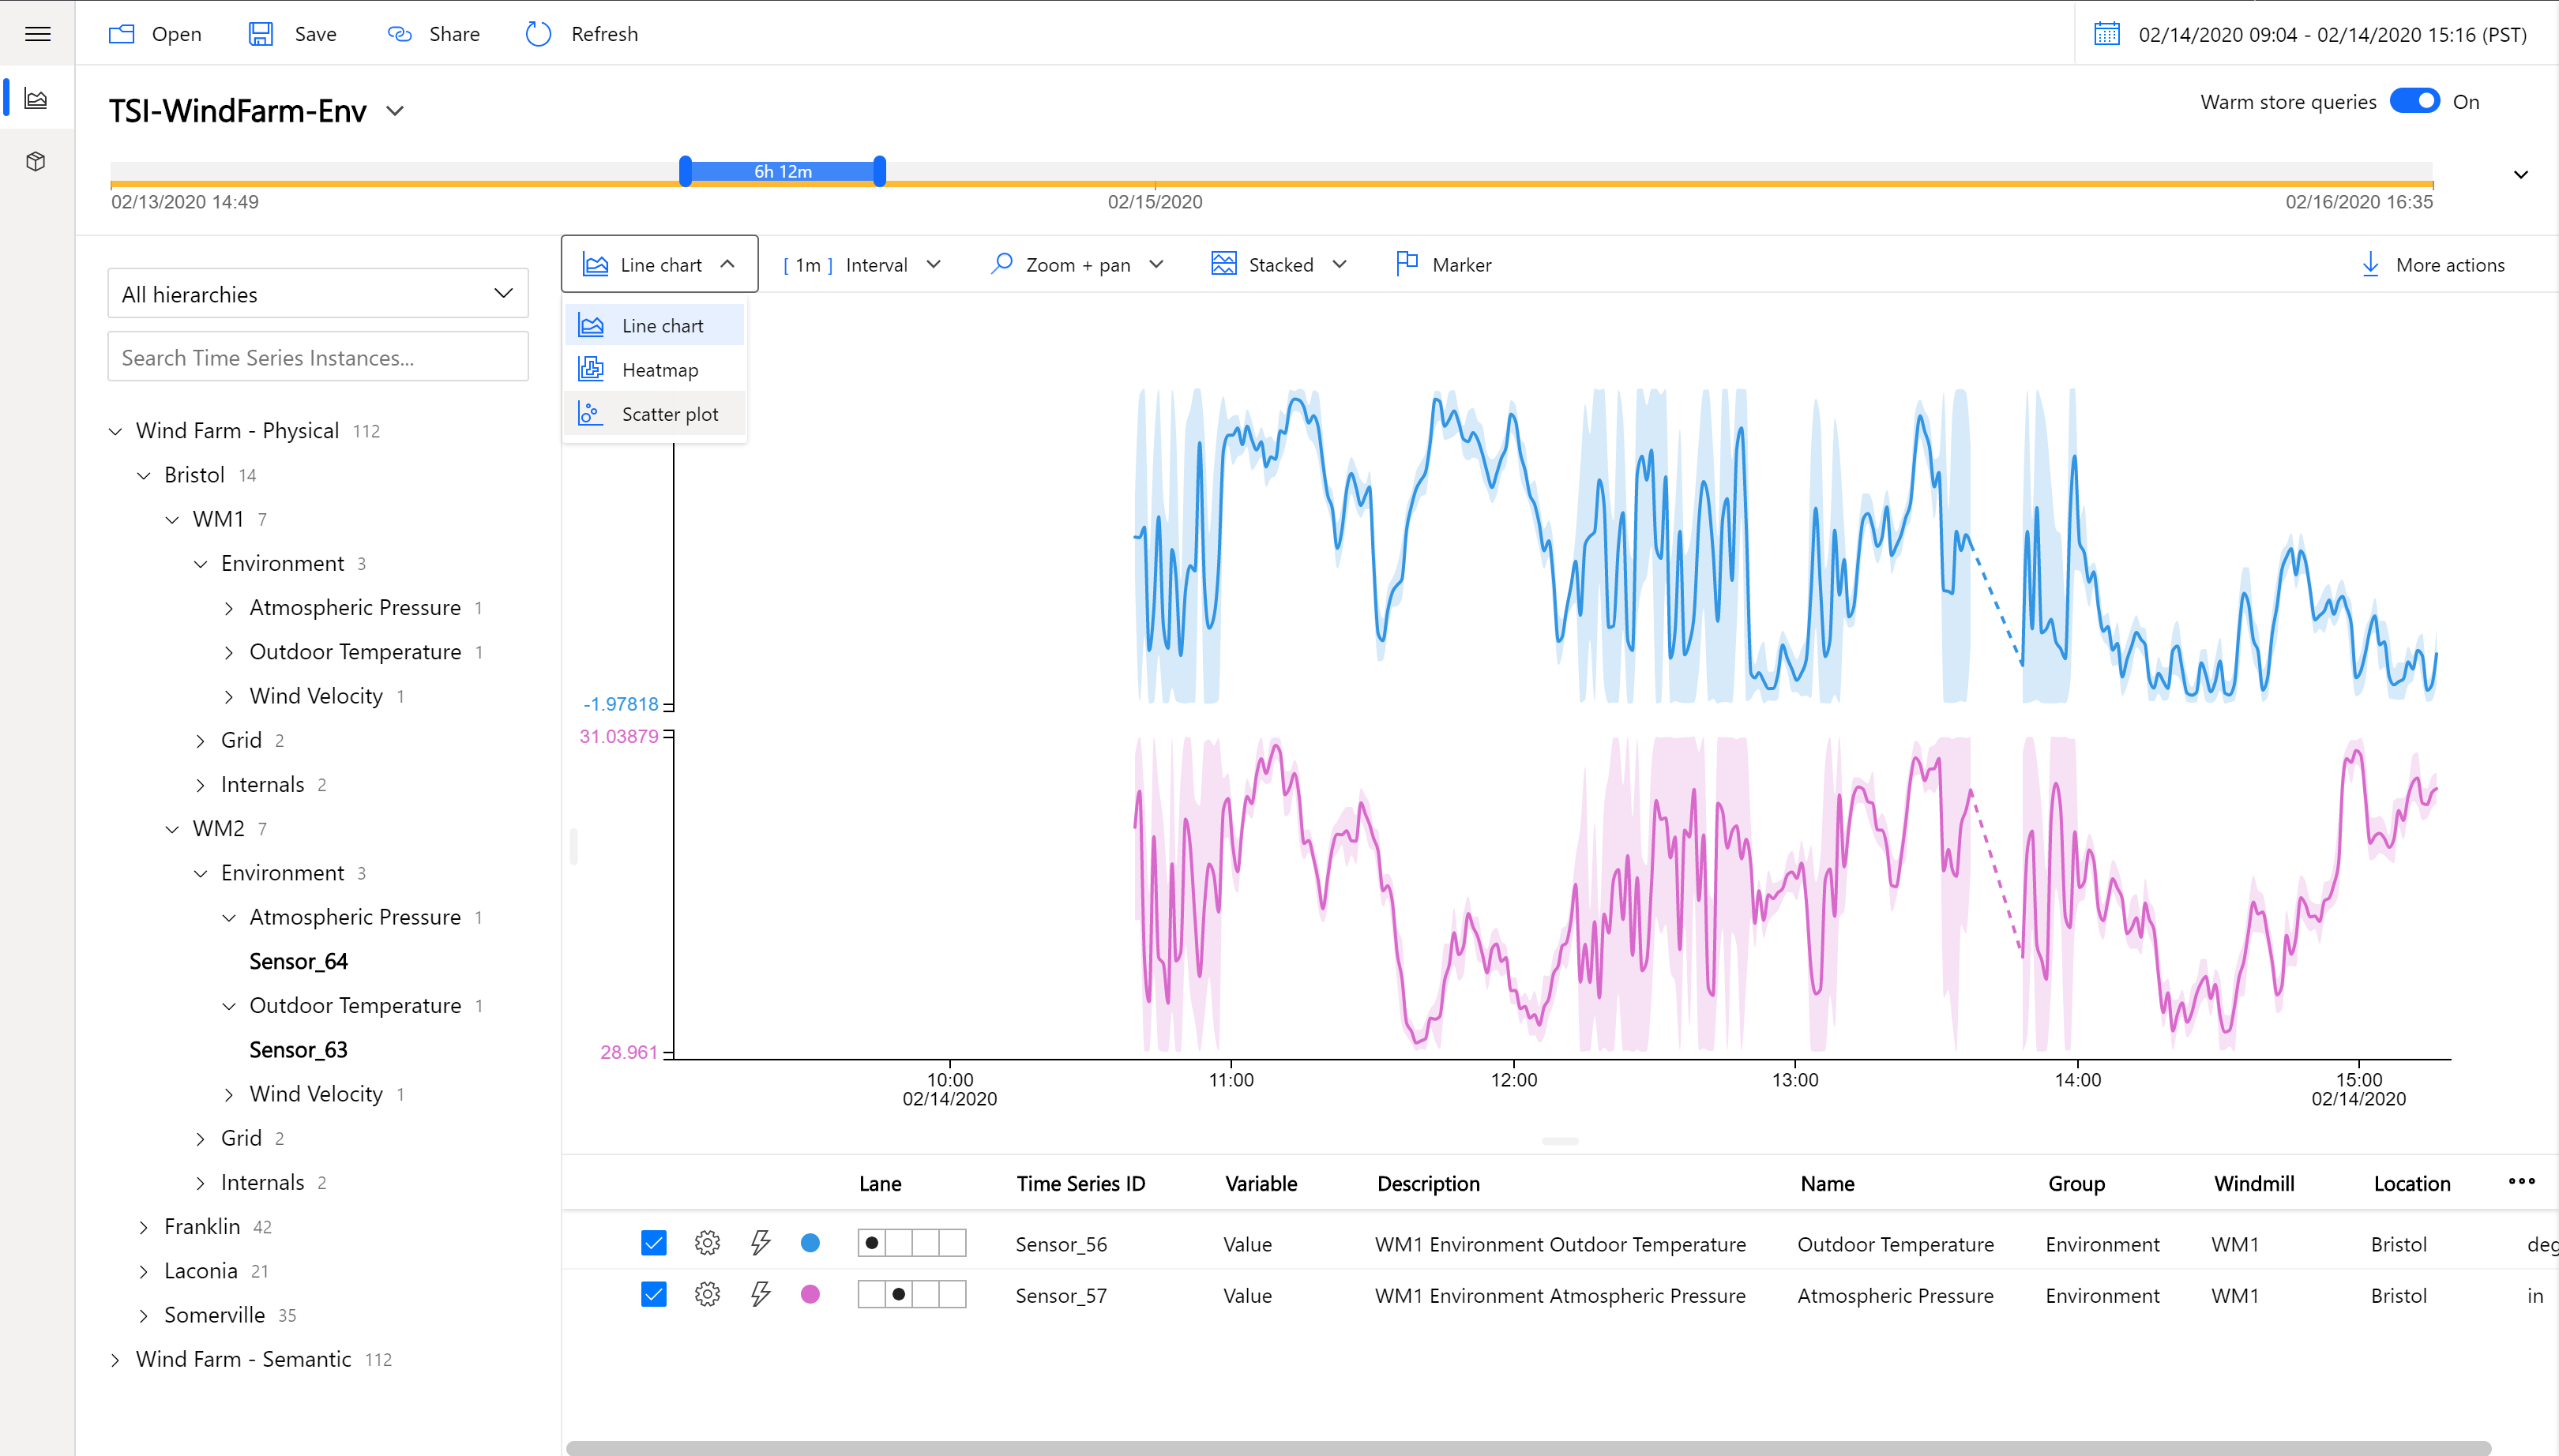 Open Save Share Refresh 02/14/2020 09:04 - 02/14/2020 15:16 (PST)
TSI-WindFarm-Env
Warm store queries On
6h 12m
02/13/2020 14:49 02/15/2020 02/16/2020 16:35
Line chart [ 1m ] Interval Zoom + pan Stacked Marker More actions
All hierarchies
Search Time Series Instances...
Line chart
Heatmap
Scatter plot
Wind Farm - Physical 112
Bristol 14
WM1 7
Environment 3
Atmospheric Pressure 1
Outdoor Temperature 1
Wind Velocity 1
Grid 2
Internals 2
WM2 7
Environment 3
Atmospheric Pressure 1
Sensor_64
Outdoor Temperature 1
Sensor_63
Wind Velocity 1
Grid 2
Internals 2
Franklin 42
Laconia 21
Somerville 35
Wind Farm - Semantic 112
-1.97818
31.03879
28.961
10:00 11:00 12:00 13:00 14:00 15:00
02/14/2020 02/14/2020
Lane Time Series ID Variable Description Name Group Windmill Location
Sensor_56 Value WM1 Environment Outdoor Temperature Outdoor Temperature Environment WM1 Bristol deg
Sensor_57 Value WM1 Environment Atmospheric Pressure Atmospheric Pressure Environment WM1 Bristol in